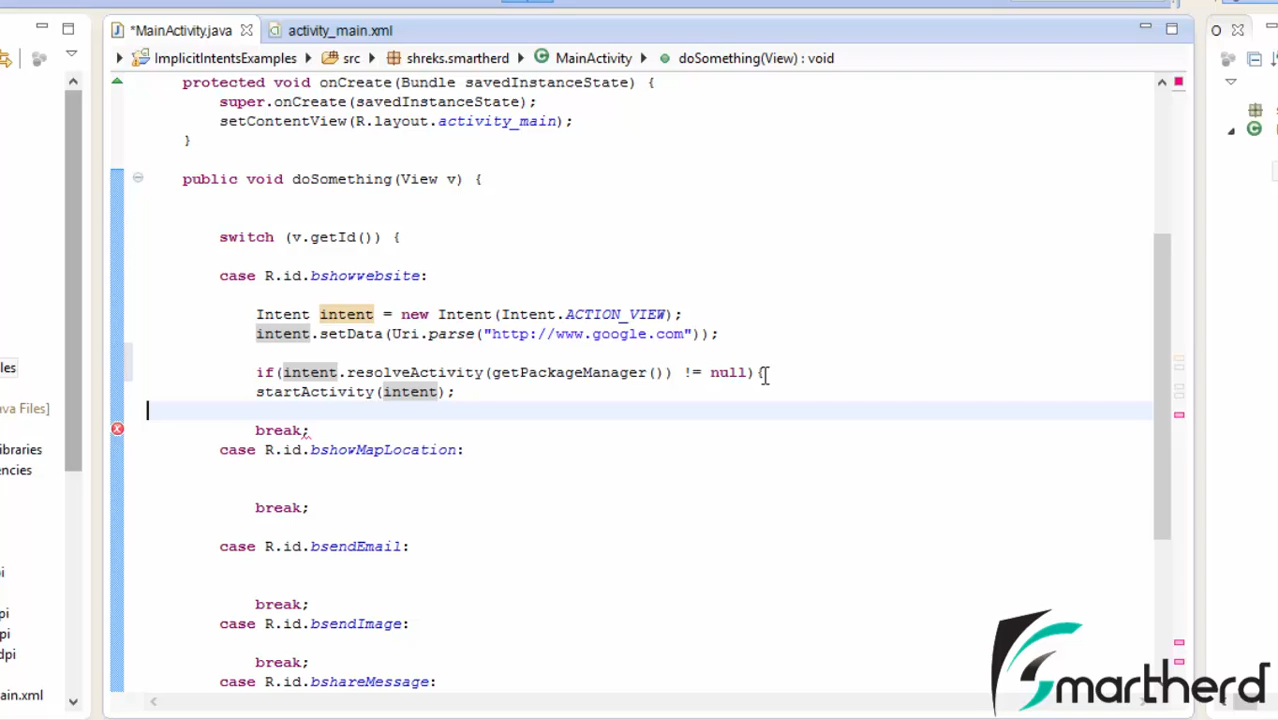 *MainActivity.java activity_main.xml
ImplicitIntentsExamples src shreks.smartherd MainActivity doSomething(View) : void
protected void onCreate(Bundle savedInstanceState) {
super.onCreate(savedInstanceState);
setContentView(R.layout.activity_main);
}
public void doSomething(View v) {
switch (v.getId()) {
case R.id.bshowwebsite:
Intent intent = new Intent(Intent.ACTION_VIEW);
intent.setData(Uri.parse("http://www.google.com"));
if(intent.resolveActivity(getPackageManager()) != null){
startActivity(intent);
break;
case R.id.bshowMapLocation:
break;
case R.id.bsendEmail:
break;
case R.id.bsendImage:
break;
case R.id.bshareMessage:
les
ava Files]
braries
encies
pi
pi
dpi
ain.xml
Smartherd